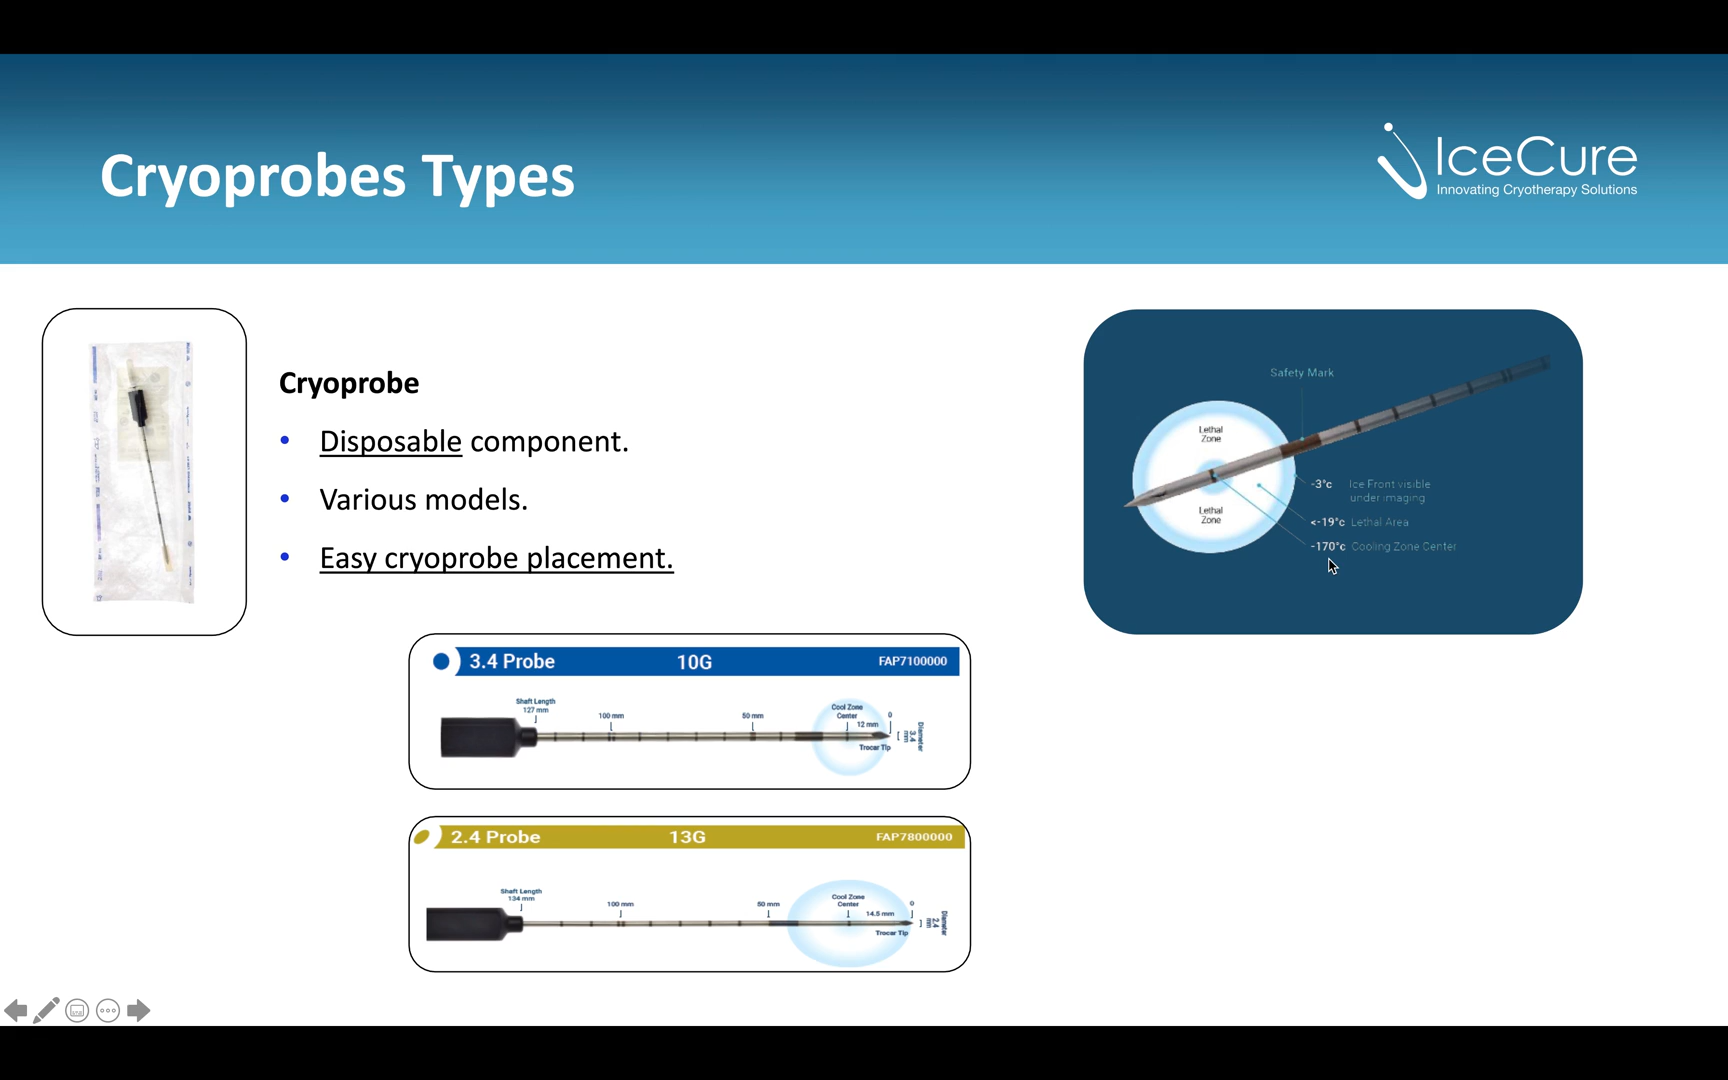 Cryoprobes Types
IceCure
Innovating Cryotherapy Solutions
Cryoprobe
• Disposable component.
• Various models.
• Easy cryoprobe placement.
Safety Mark
Lethal
Zone
Lethal
Zone
-3°c Ice Front visible
under imaging
<-19°c Lethal Area
-170°c Cooling Zone Center
3.4 Probe 10G FAP7100000
Shaft Length
127 mm
100 mm
50 mm
Cool Zone
Center
12 mm
0
Trocar Tip
Diameter
3.4
mm
2.4 Probe 13G FAP7800000
Shaft Length
134 mm
100 mm
50 mm
Cool Zone
Center
14.5 mm
0
Trocar Tip
Diameter
2.4
mm